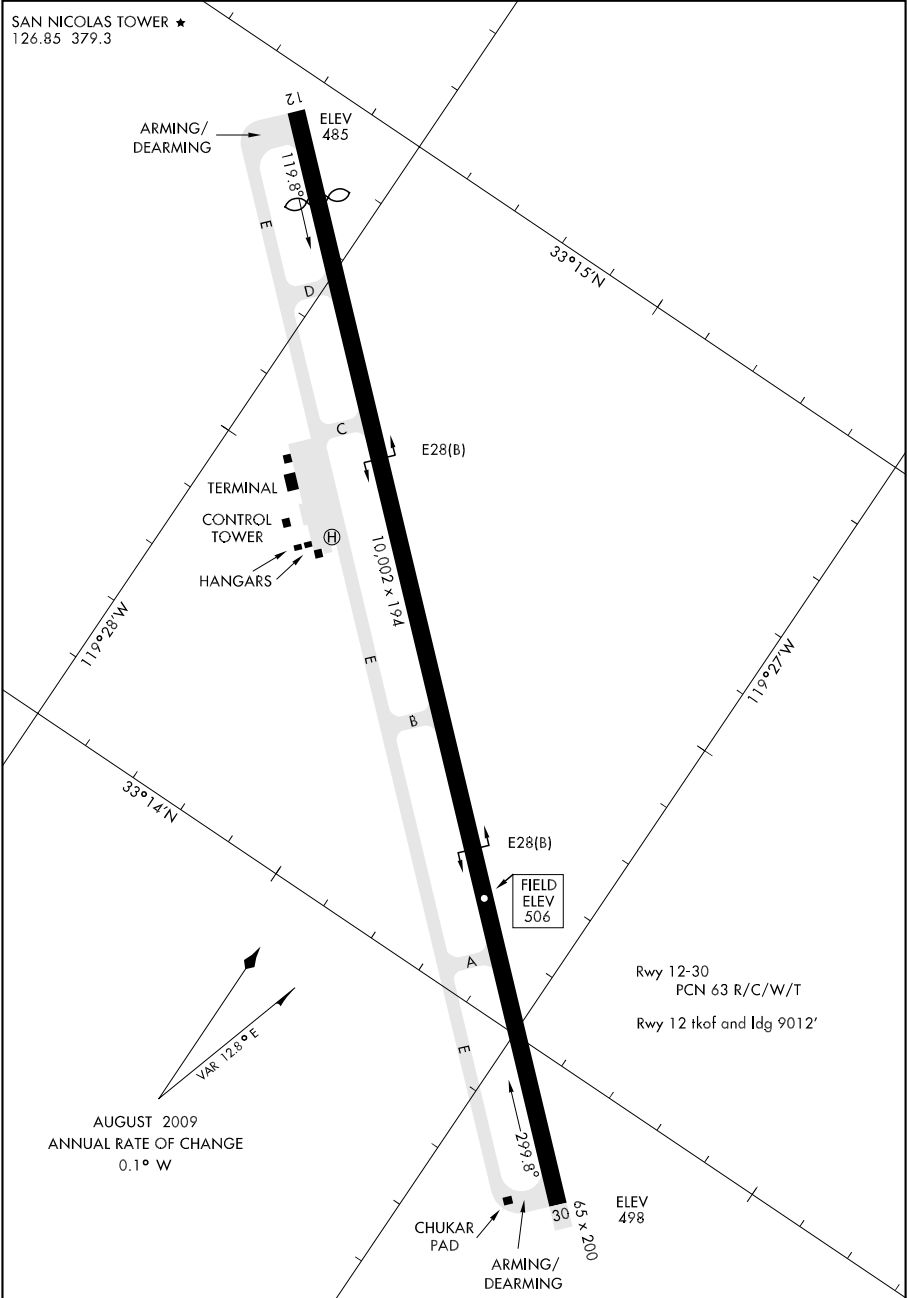 SAN NICOLAS TOWER ★
126.85 379.3
12
ARMING/
DEARMING
ELEV
485
119.8°
E
D
33°15'N
C
E28(B)
TERMINAL
CONTROL
TOWER
H
HANGARS
10,002 x 194
119°28'W
E
119°27'W
B
33°14'N
E28(B)
FIELD
ELEV
506
A
Rwy 12-30
PCN 63 R/C/W/T
Rwy 12 tkof and ldg 9012'
VAR 12.8° E
E
AUGUST 2009
ANNUAL RATE OF CHANGE
0.1° W
299.8°
30
65 x 200
ELEV
498
CHUKAR
PAD
ARMING/
DEARMING